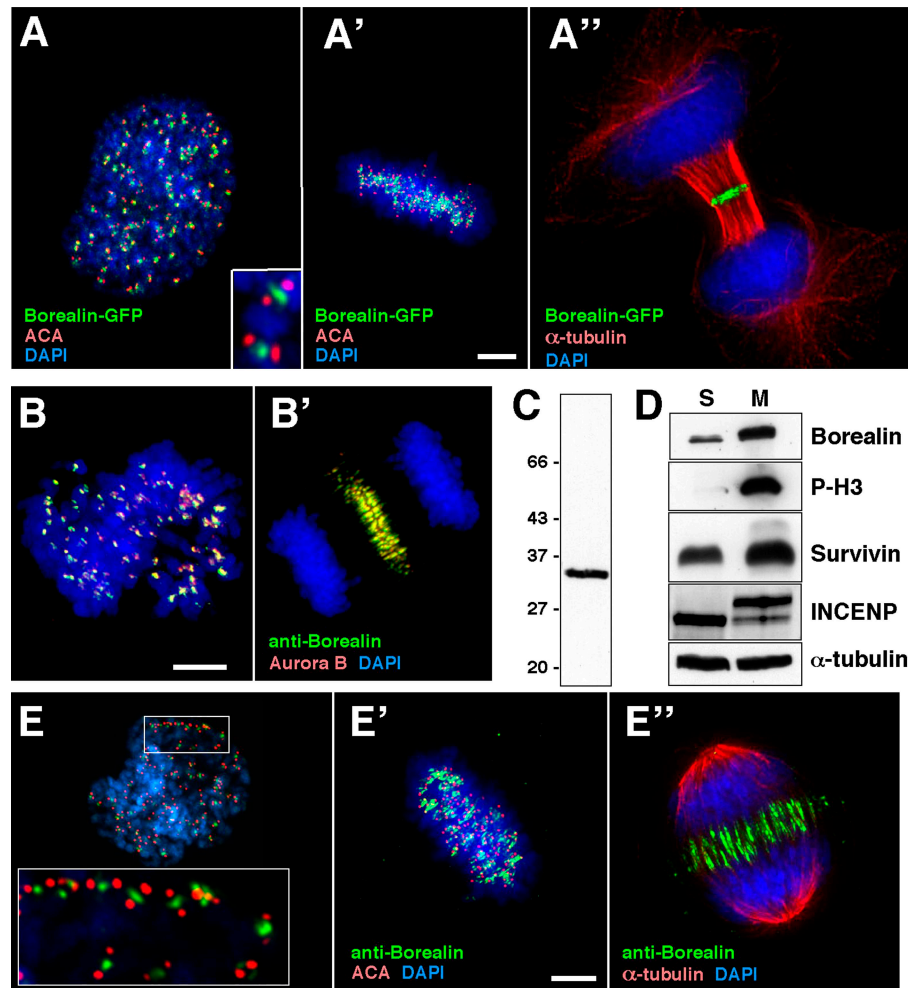 A
Borealin-GFP
ACA
DAPI
A’
Borealin-GFP
ACA
DAPI
A’’
Borealin-GFP
α-tubulin
DAPI
B
B’
anti-Borealin
Aurora B DAPI
C
66 -
43 -
37 -
27 -
20 -
D
S M
Borealin
P-H3
Survivin
INCENP
α-tubulin
E
E’
anti-Borealin
ACA DAPI
E’’
anti-Borealin
α-tubulin DAPI